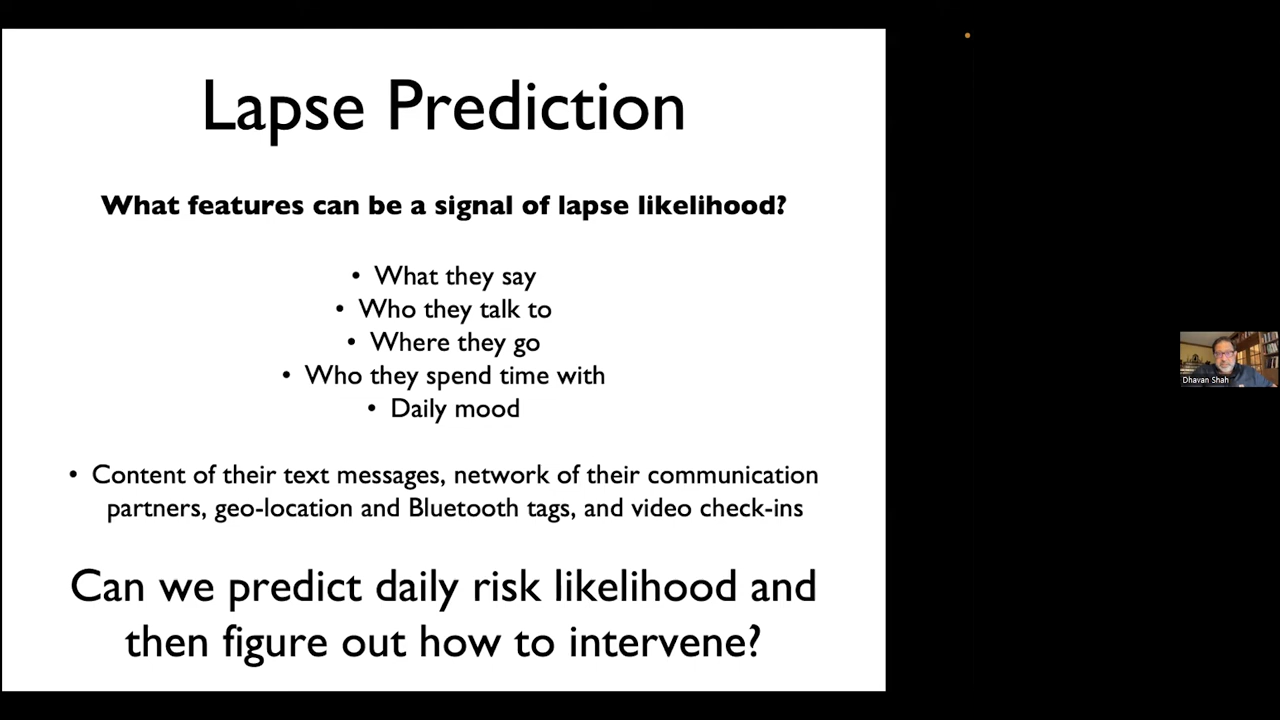 Lapse Prediction
What features can be a signal of lapse likelihood?
• What they say
• Who they talk to
• Where they go
• Who they spend time with
• Daily mood
• Content of their text messages, network of their communication
partners, geo-location and Bluetooth tags, and video check-ins
Can we predict daily risk likelihood and
then figure out how to intervene?
Dhavan Shah